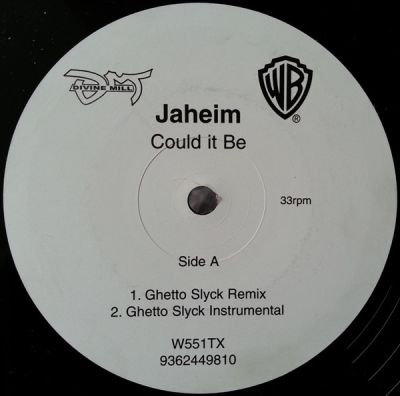 DIVINE MILL
WB
®
Jaheim
Could it Be
33rpm
Side A
1. Ghetto Slyck Remix
2. Ghetto Slyck Instrumental
W551TX
9362449810